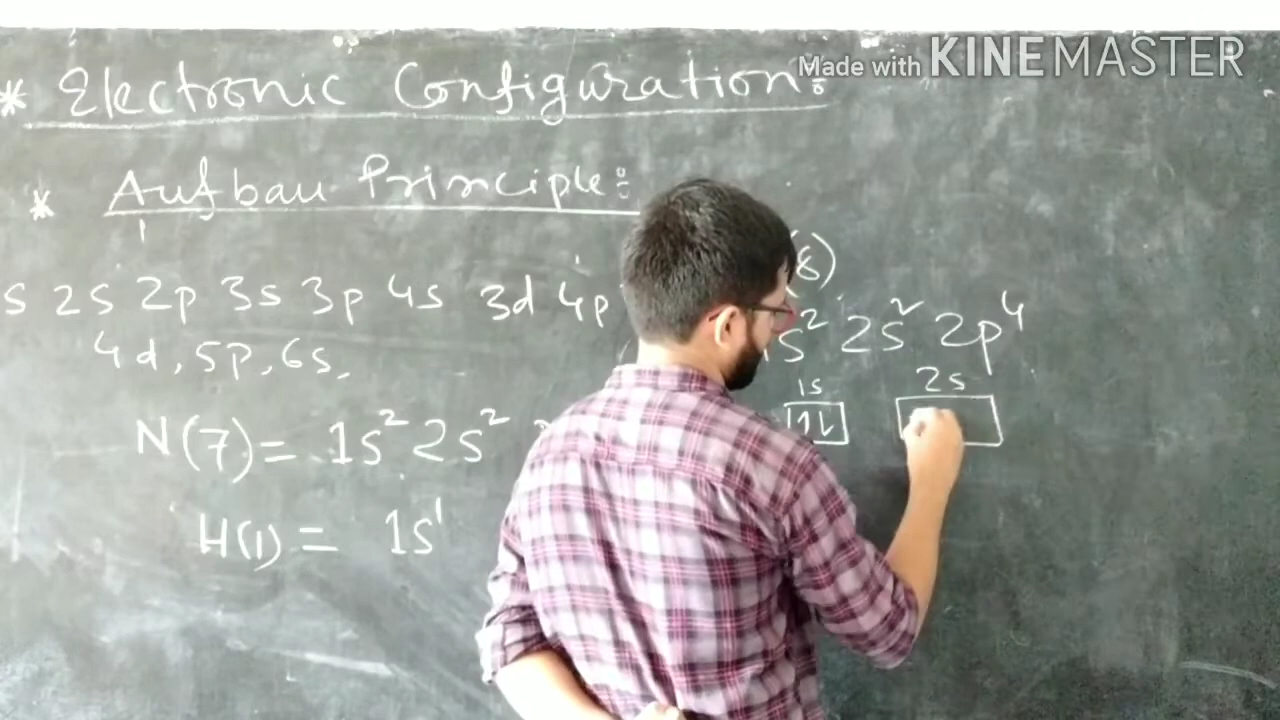 Made with KINEMASTER
* Electronic Configuration:
* Aufbau Principle:
s 2s 2p 3s 3p 4s 3d 4p
4d, 5p, 6s,
N(7) = 1s² 2s²
H(1) = 1s¹
(8)
1s² 2s² 2p⁴
1s 2s
1↓